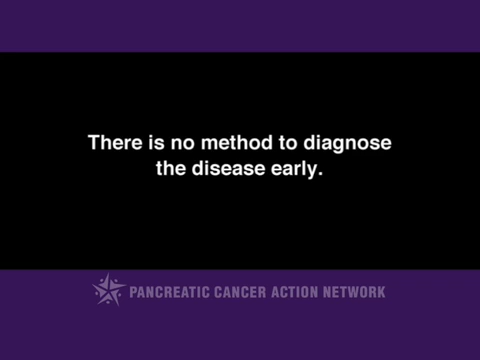 There is no method to diagnose
the disease early.
PANCREATIC CANCER ACTION NETWORK